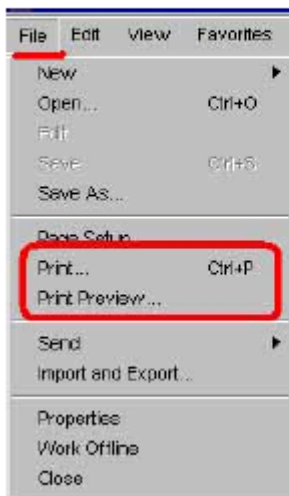 File Edit View Favorites
New
Open... Ctrl+O
Edit
Save Ctrl+S
Save As...
Page Setup...
Print... Ctrl+P
Print Preview...
Send
Import and Export...
Properties
Work Offline
Close